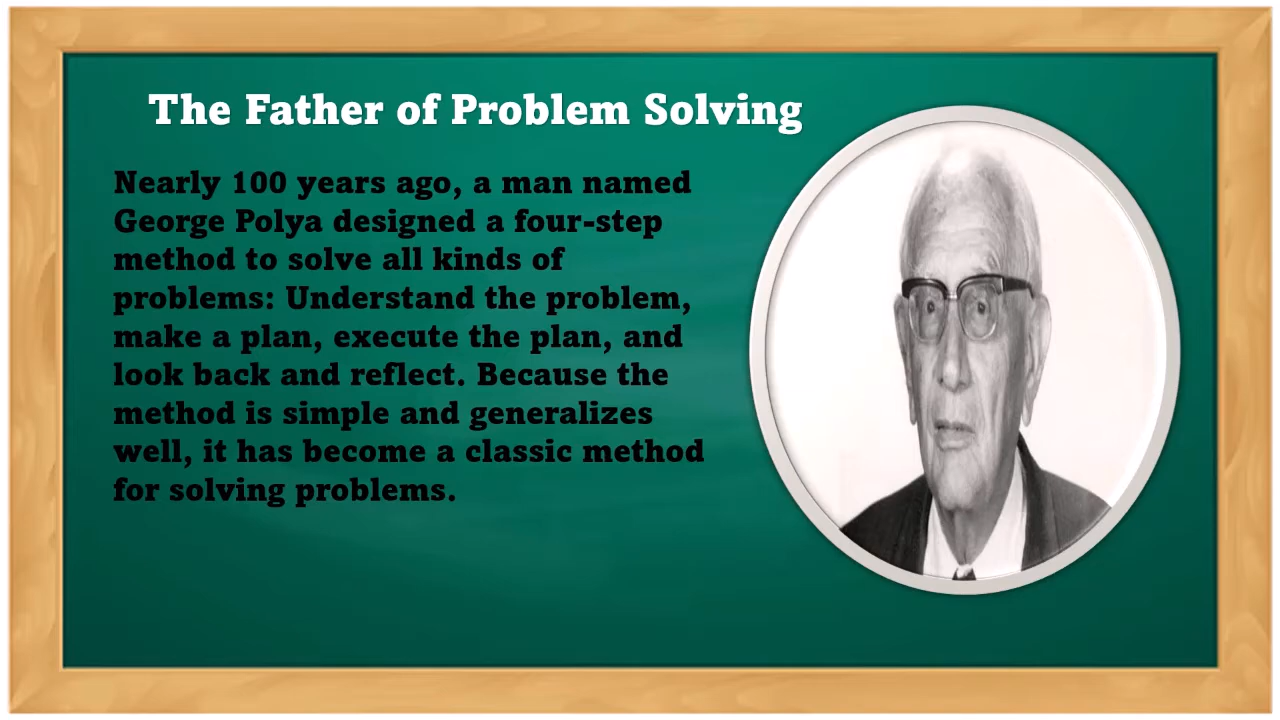 The Father of Problem Solving
Nearly 100 years ago, a man named
George Polya designed a four-step
method to solve all kinds of
problems: Understand the problem,
make a plan, execute the plan, and
look back and reflect. Because the
method is simple and generalizes
well, it has become a classic method
for solving problems.